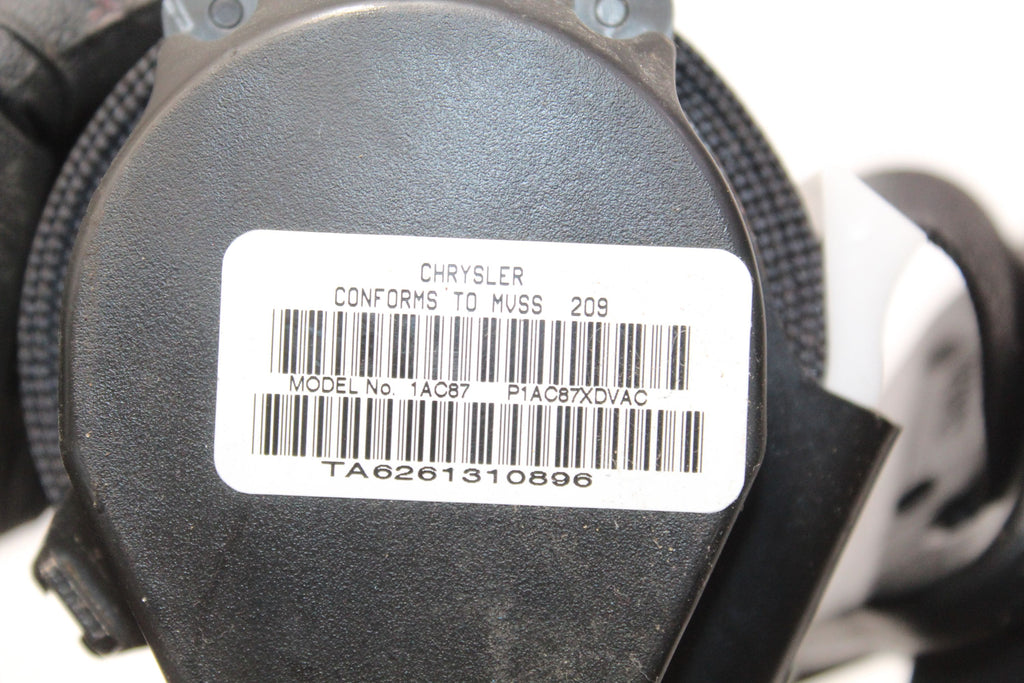 CHRYSLER
CONFORMS TO MVSS 209
MODEL No. 1AC87 P1AC87XDVAC
TA6261310896